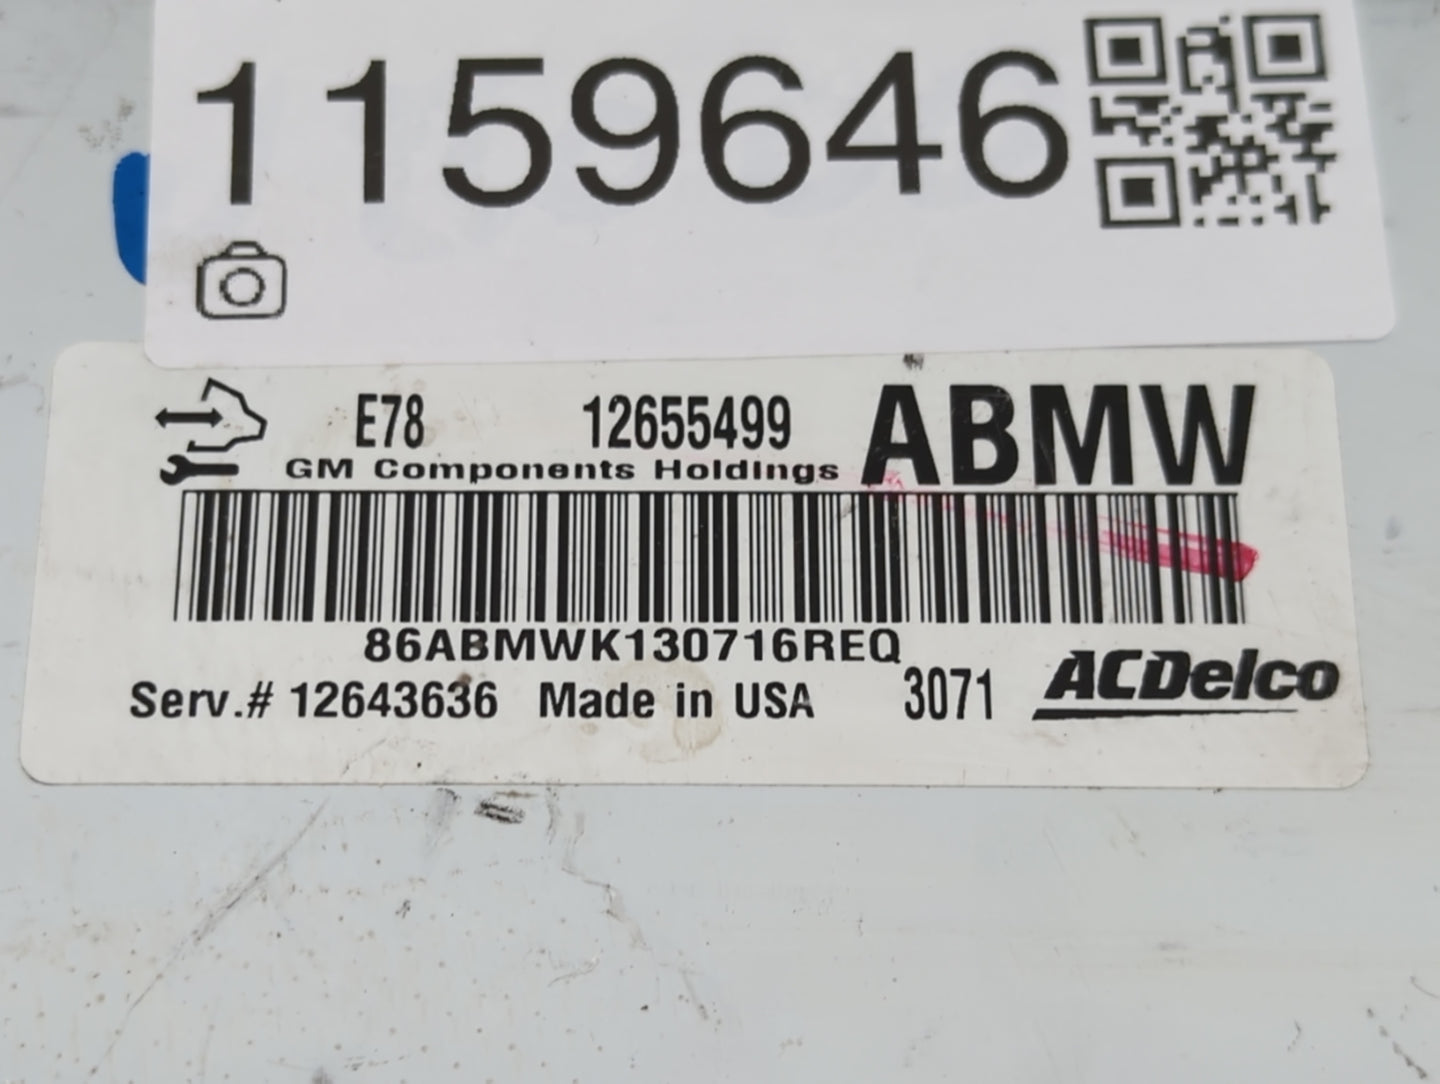 1159646
E78 12655499 ABMW
GM Components Holdings
86ABMWK130716REQ
Serv.# 12643636 Made in USA 3071 ACDelco